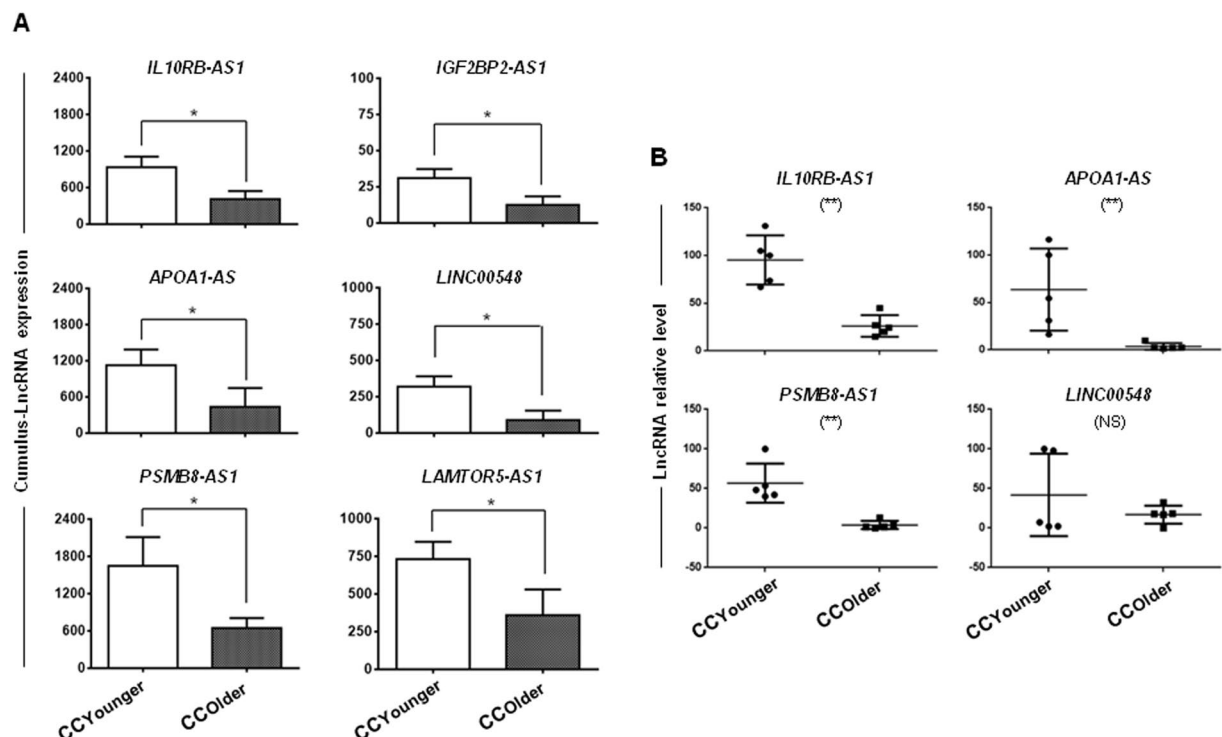 A
Cumulus-LncRNA expression
IL10RB-AS1
2400
1800
1200
600
0
*
IGF2BP2-AS1
100
75
50
25
0
*
APOA1-AS
2400
1800
1200
600
0
*
LINC00548
1000
750
500
250
0
*
PSMB8-AS1
2400
1800
1200
600
0
*
LAMTOR5-AS1
1000
750
500
250
0
*
CCYounger
CCOlder
CCYounger
CCOlder
B
LncRNA relative level
IL10RB-AS1
(**)
150
100
50
0
APOA1-AS
(**)
150
100
50
0
PSMB8-AS1
(**)
150
100
50
0
-50
LINC00548
(NS)
150
100
50
0
-50
CCYounger
CCOlder
CCYounger
CCOlder